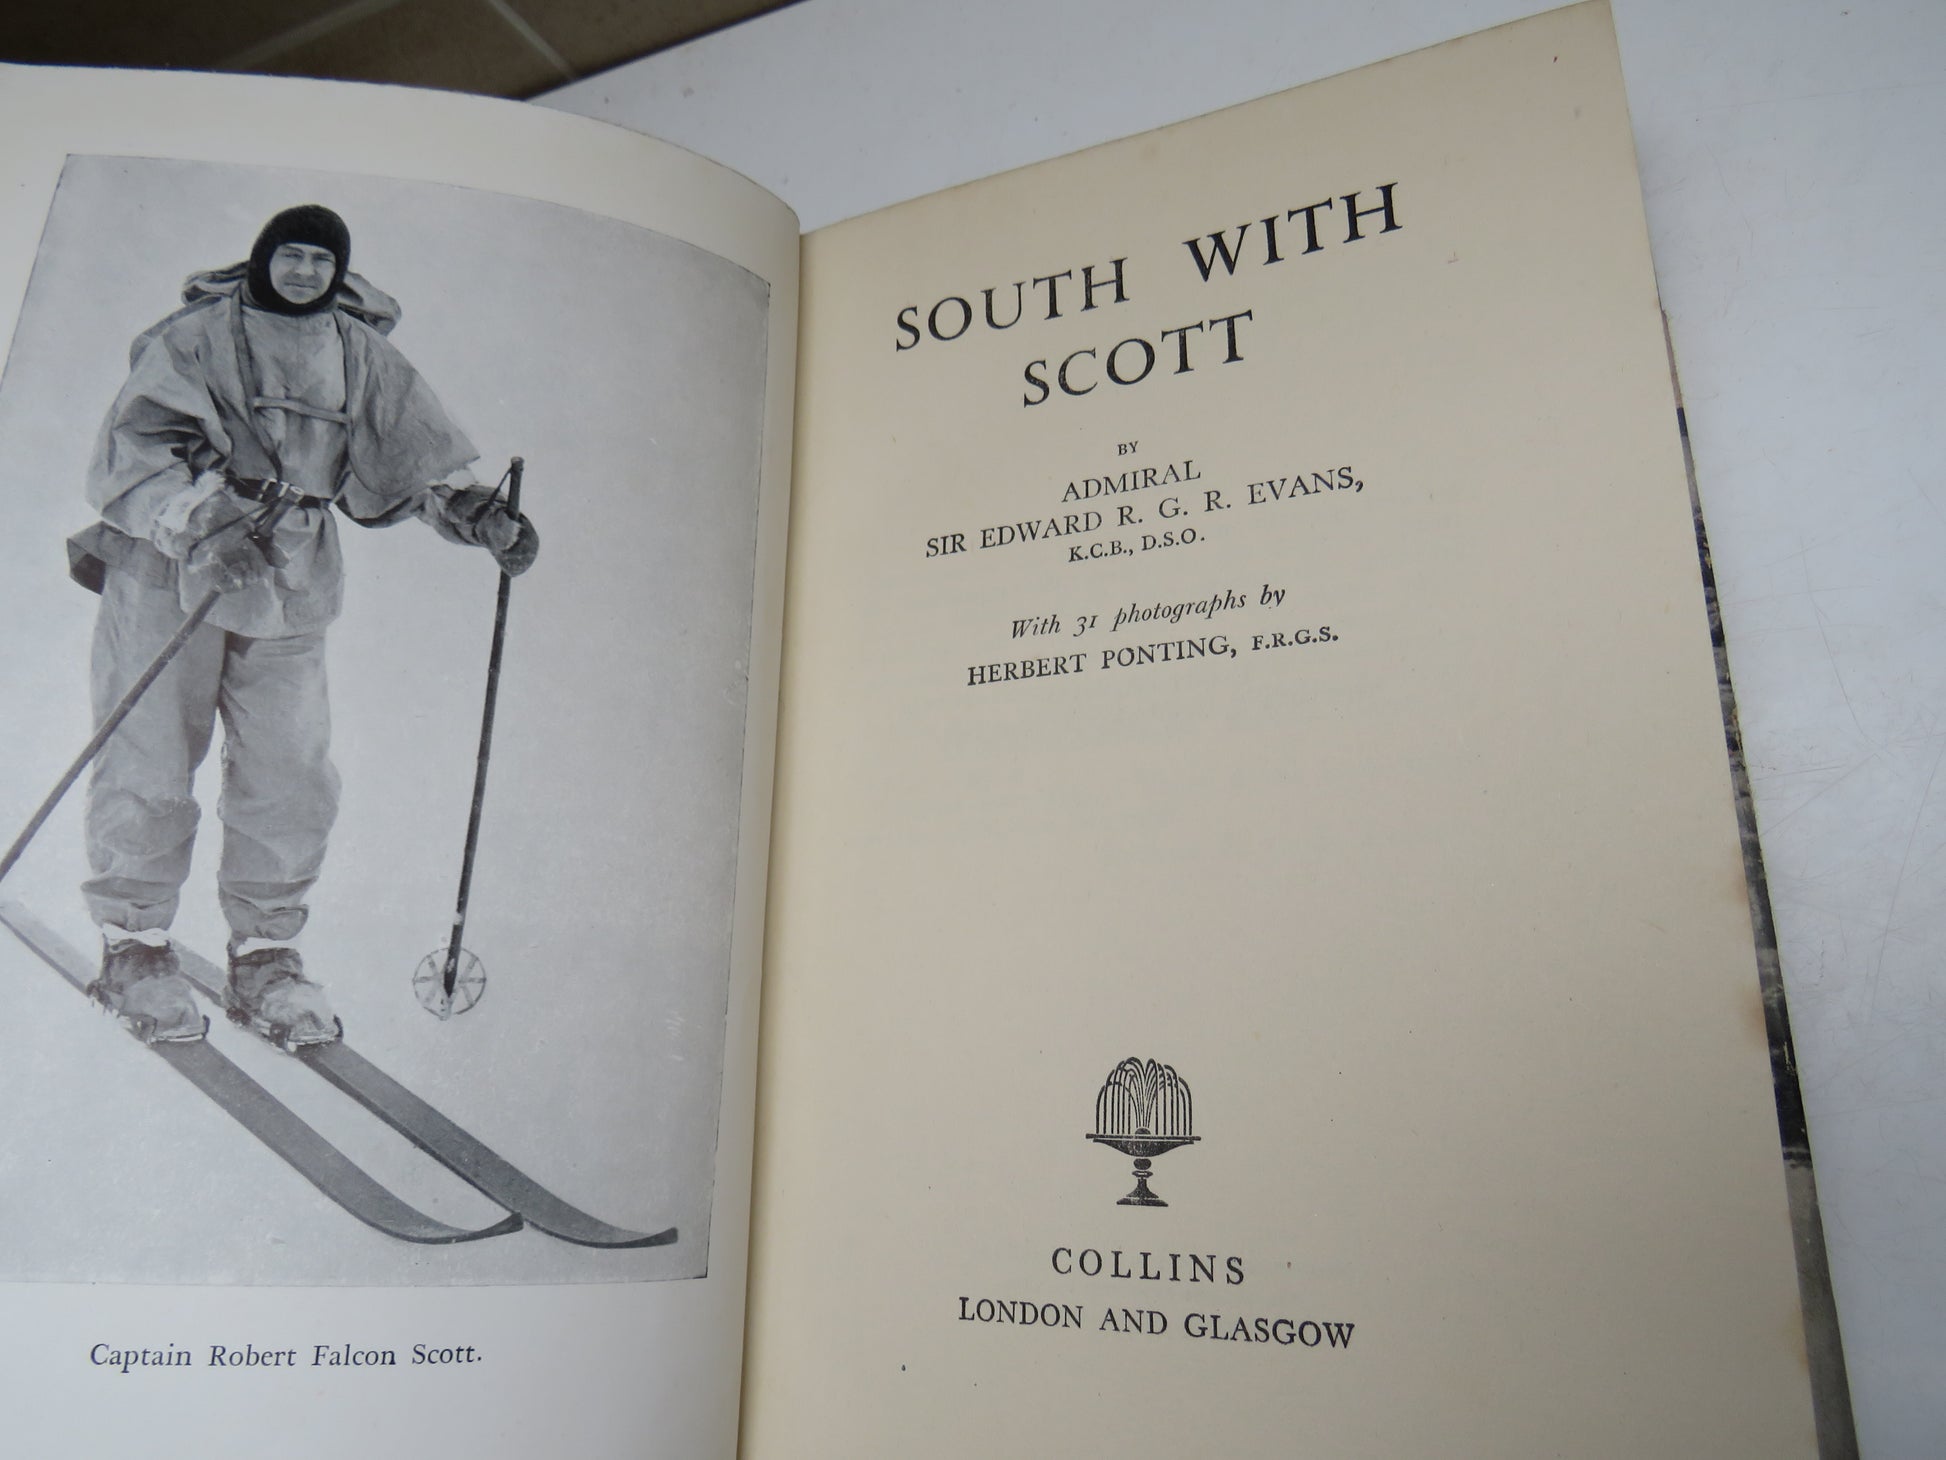 Captain Robert Falcon Scott.
SOUTH WITH
SCOTT
BY
ADMIRAL
SIR EDWARD R. G. R. EVANS,
K.C.B., D.S.O.
With 31 photographs by
HERBERT PONTING, F.R.G.S.
COLLINS
LONDON AND GLASGOW